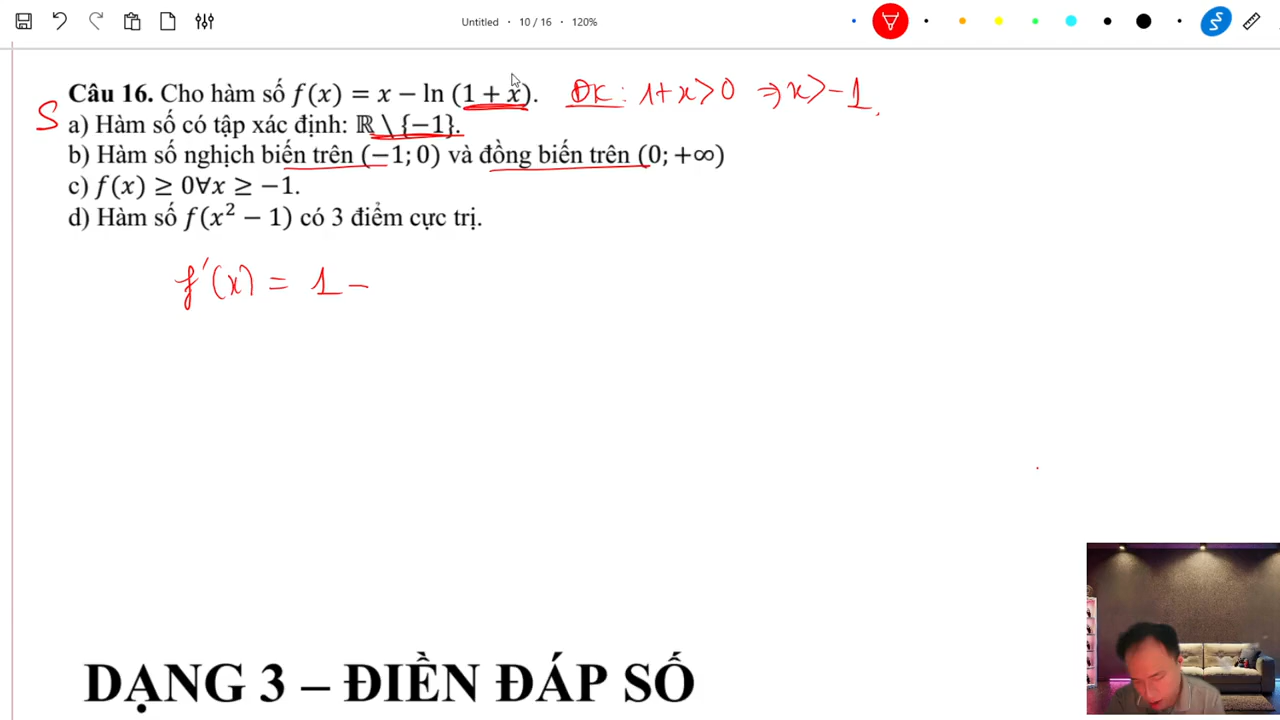 Untitled • 10 / 16 • 120%
Câu 16. Cho hàm số f(x) = x − ln (1 + x). ĐK: 1+x>0 ⇒ x>-1.
S a) Hàm số có tập xác định: ℝ \ {−1}.
b) Hàm số nghịch biến trên (−1; 0) và đồng biến trên (0; +∞)
c) f(x) ≥ 0∀x ≥ −1.
d) Hàm số f(x² − 1) có 3 điểm cực trị.
f'(x) = 1 −
DẠNG 3 – ĐIỀN ĐÁP SỐ